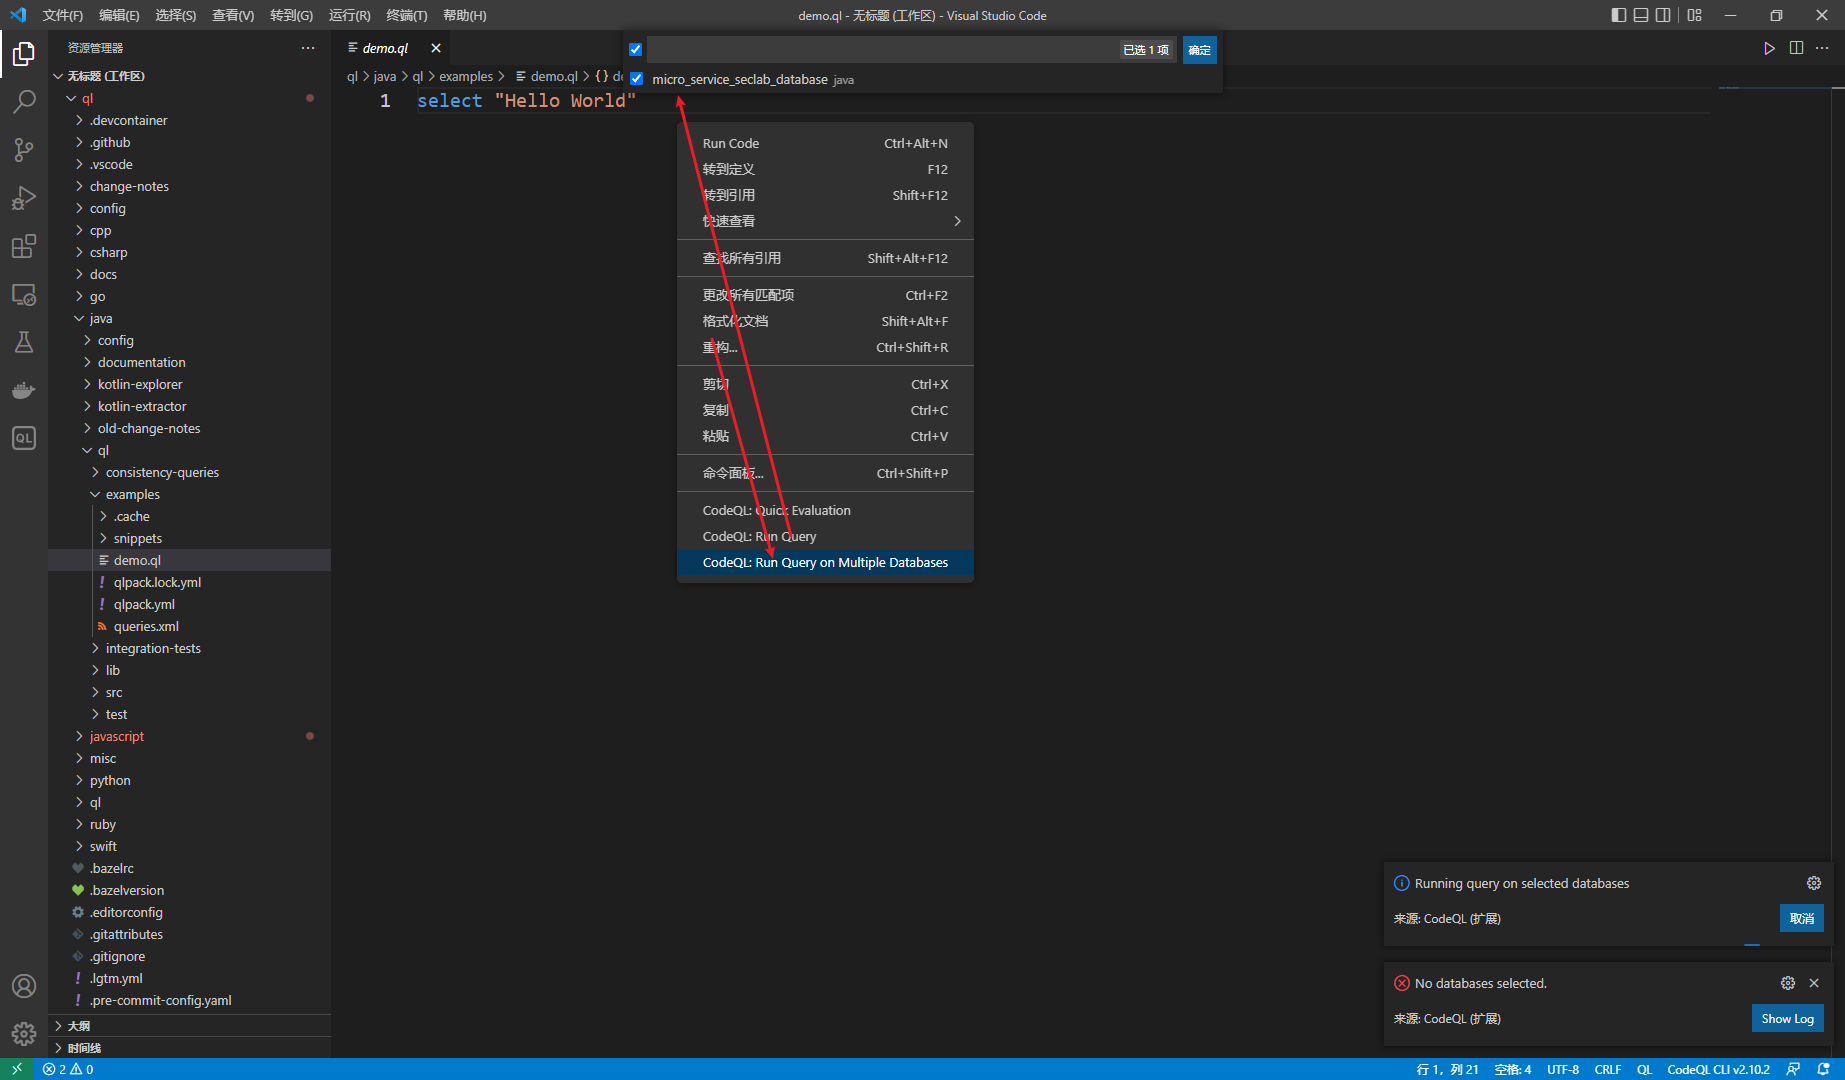 文件(F) 编辑(E) 选择(S) 查看(V) 转到(G) 运行(R) 终端(T) 帮助(H)
demo.ql - 无标题 (工作区) - Visual Studio Code
资源管理器
无标题 (工作区)
ql
.devcontainer
.github
.vscode
change-notes
config
cpp
csharp
docs
go
java
config
documentation
kotlin-explorer
kotlin-extractor
old-change-notes
ql
consistency-queries
examples
.cache
snippets
demo.ql
qlpack.lock.yml
qlpack.yml
queries.xml
integration-tests
lib
src
test
javascript
misc
python
ql
ruby
swift
.bazelrc
.bazelversion
.editorconfig
.gitattributes
.gitignore
.lgtm.yml
.pre-commit-config.yaml
大纲
时间线
QL
demo.ql
ql > java > ql > examples > demo.ql > {} de
1 select "Hello World"
已选 1 项
确定
micro_service_seclab_database java
Run Code Ctrl+Alt+N
转到定义 F12
转到引用 Shift+F12
快速查看
查找所有引用 Shift+Alt+F12
更改所有匹配项 Ctrl+F2
格式化文档 Shift+Alt+F
重构... Ctrl+Shift+R
剪切 Ctrl+X
复制 Ctrl+C
粘贴 Ctrl+V
命令面板... Ctrl+Shift+P
CodeQL: Quick Evaluation
CodeQL: Run Query
CodeQL: Run Query on Multiple Databases
Running query on selected databases
来源: CodeQL (扩展)
取消
No databases selected.
来源: CodeQL (扩展)
Show Log
2 0
行 1，列 21 空格: 4 UTF-8 CRLF QL CodeQL CLI v2.10.2